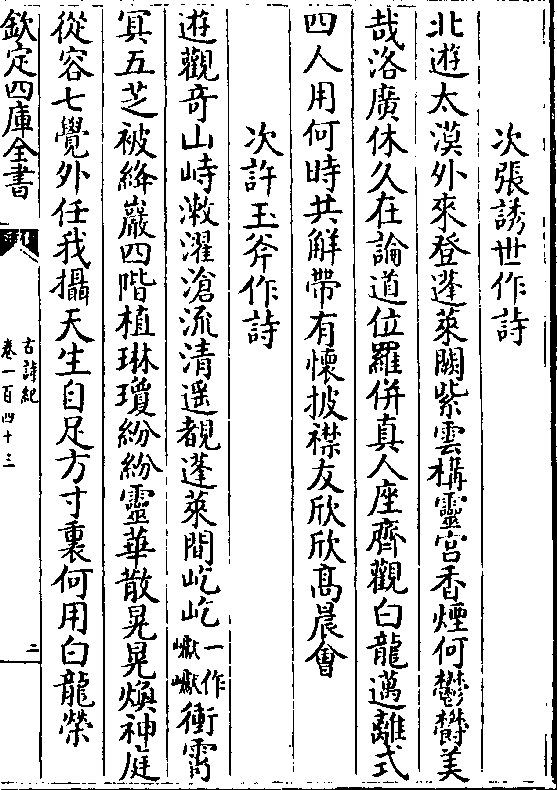 次張誘世作詩
北遊太漠外來登蓬萊闕紫雲構靈宫香煙何鬱鬱美
哉洛廣休久在論道位羅併真人座齊觀白龍邁離式
四人用何時共解帶有懷披襟友欣欣髙晨會
次許玉斧作詩
遊觀奇山峙漱濯滄流清遥覩蓬萊間屹屹一作𪩘𪩘衝霄
冥五芝被絳巖四階植琳瓊紛紛靈華散晃晃煥神庭
從容七覺外任我攝天生自足方寸裏何用白龍榮
欽定四庫全書
古詩紀
卷一百四十三
二